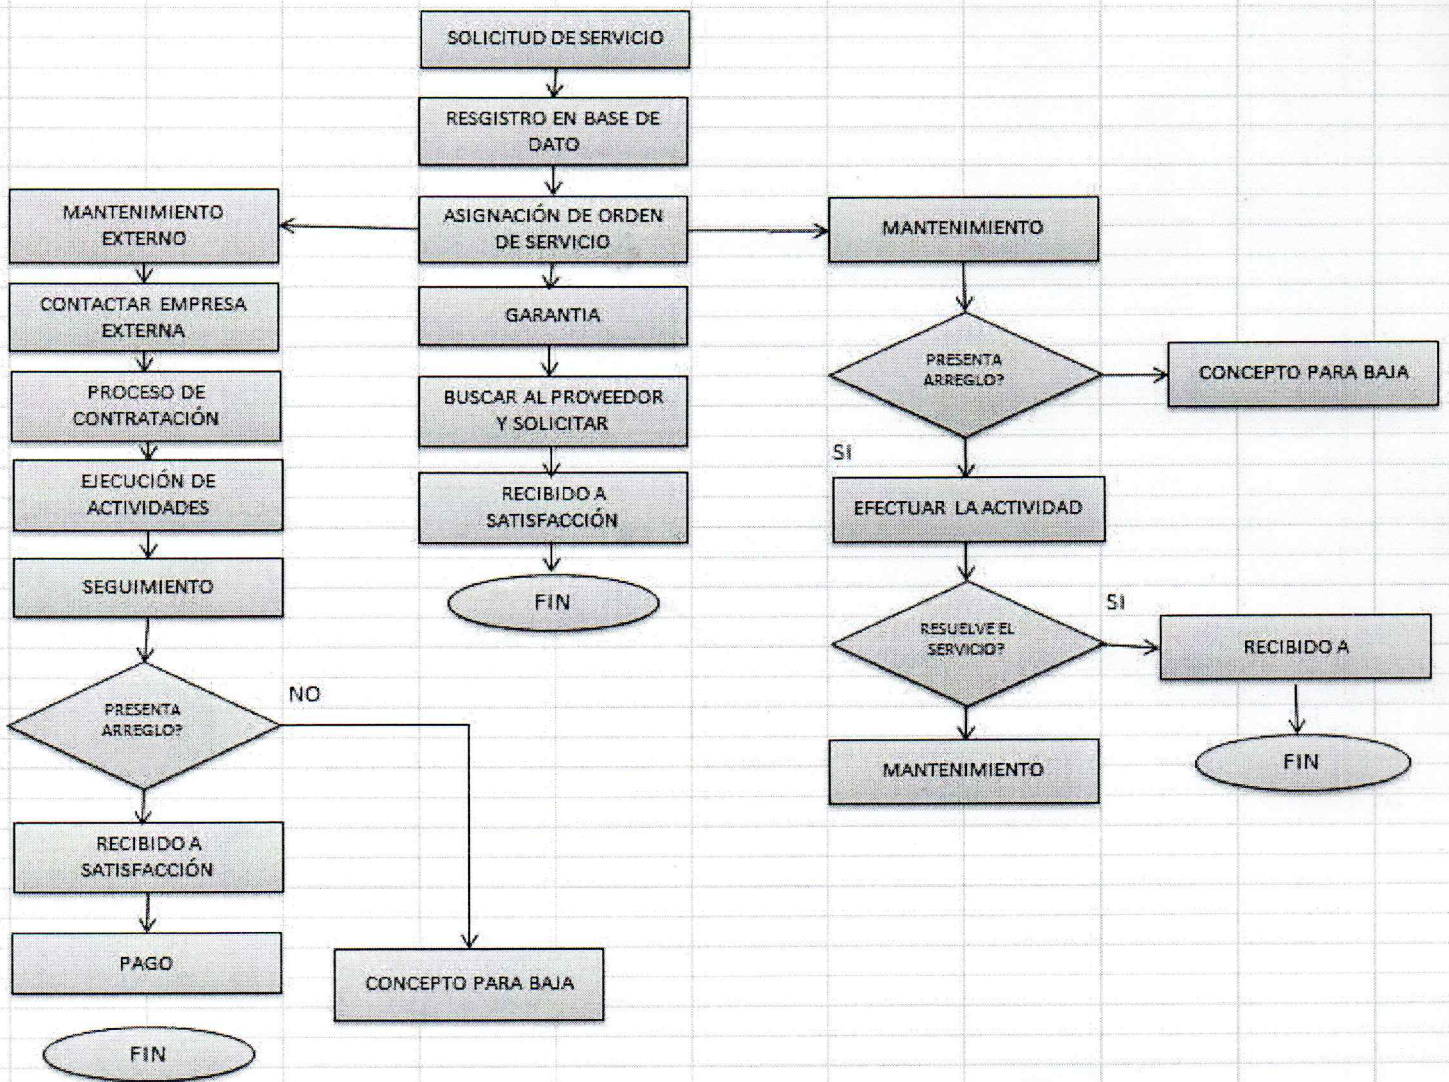 SOLICITUD DE SERVICIO
RESGISTRO EN BASE DE
DATO
ASIGNACIÓN DE ORDEN
DE SERVICIO
MANTENIMIENTO
EXTERNO
CONTACTAR EMPRESA
EXTERNA
PROCESO DE
CONTRATACIÓN
EJECUCIÓN DE
ACTIVIDADES
SEGUIMIENTO
PRESENTA
ARREGLO?
NO
RECIBIDO A
SATISFACCIÓN
PAGO
FIN
CONCEPTO PARA BAJA
GARANTIA
BUSCAR AL PROVEEDOR
Y SOLICITAR
RECIBIDO A
SATISFACCIÓN
FIN
MANTENIMIENTO
PRESENTA
ARREGLO?
CONCEPTO PARA BAJA
SI
EFECTUAR LA ACTIVIDAD
RESUELVE EL
SERVICIO?
SI
RECIBIDO A
FIN
MANTENIMIENTO